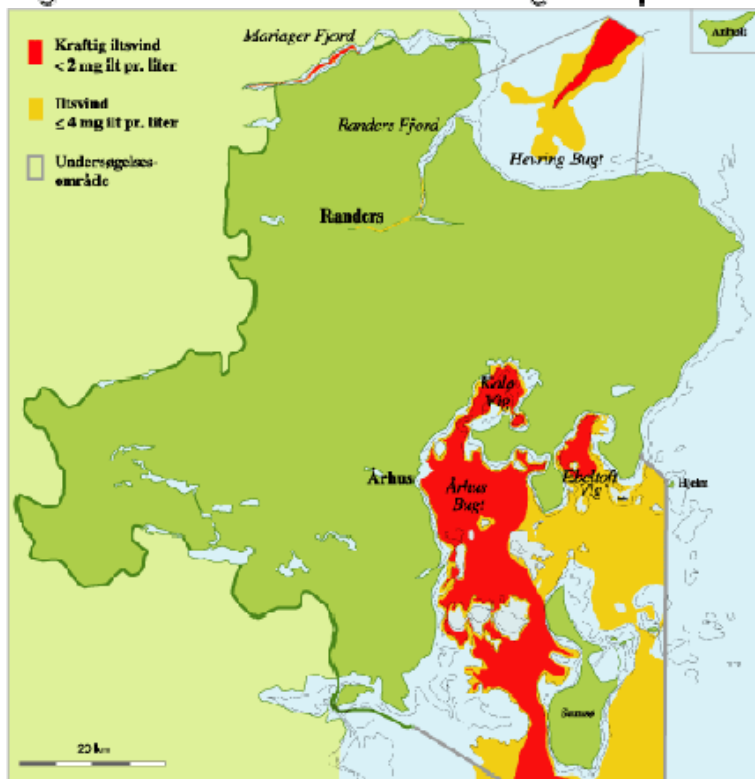 Kraftig iltsvind
< 2 mg ilt pr. liter
Iltsvind
≤ 4 mg ilt pr. liter
Undersøgelses-
område
Mariager Fjord
Anholt
Randers Fjord
Hevring Bugt
Randers
Kalø
Vig
Århus
Århus
Bugt
Ebeltoft
Vig
Hjelm
Samsø
20 km